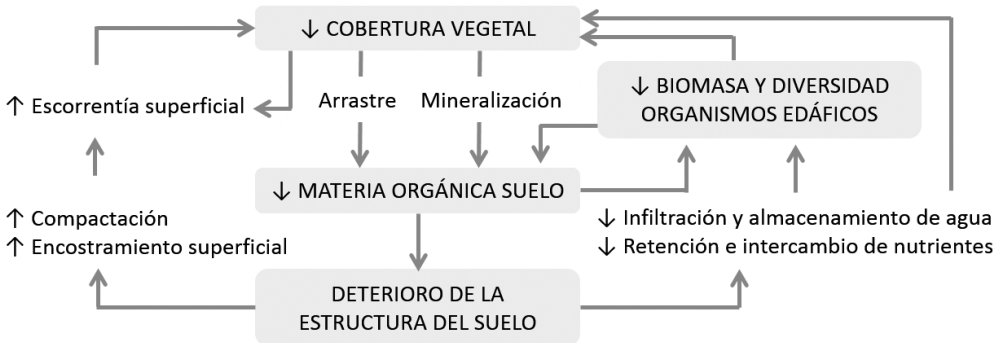 ↓ COBERTURA VEGETAL
↓ BIOMASA Y DIVERSIDAD
ORGANISMOS EDÁFICOS
↑ Escorrentía superficial
Arrastre
Mineralización
↓ MATERIA ORGÁNICA SUELO
↑ Compactación
↑ Encostramiento superficial
↓ Infiltración y almacenamiento de agua
↓ Retención e intercambio de nutrientes
DETERIORO DE LA
ESTRUCTURA DEL SUELO